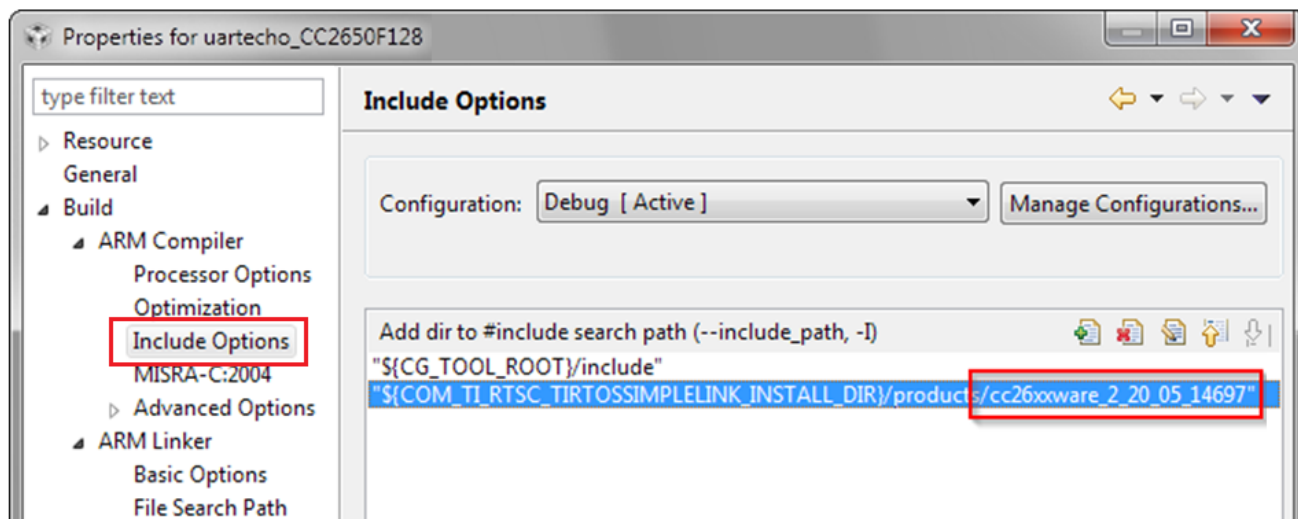 Properties for uartecho_CC2650F128
type filter text
Resource
General
Build
ARM Compiler
Processor Options
Optimization
Include Options
MISRA-C:2004
Advanced Options
ARM Linker
Basic Options
File Search Path
Include Options
Configuration:
Debug [ Active ]
Manage Configurations...
Add dir to #include search path (--include_path, -I)
"${CG_TOOL_ROOT}/include"
"${COM_TI_RTSC_TIRTOSSIMPLELINK_INSTALL_DIR}/products/cc26xxware_2_20_05_14697"